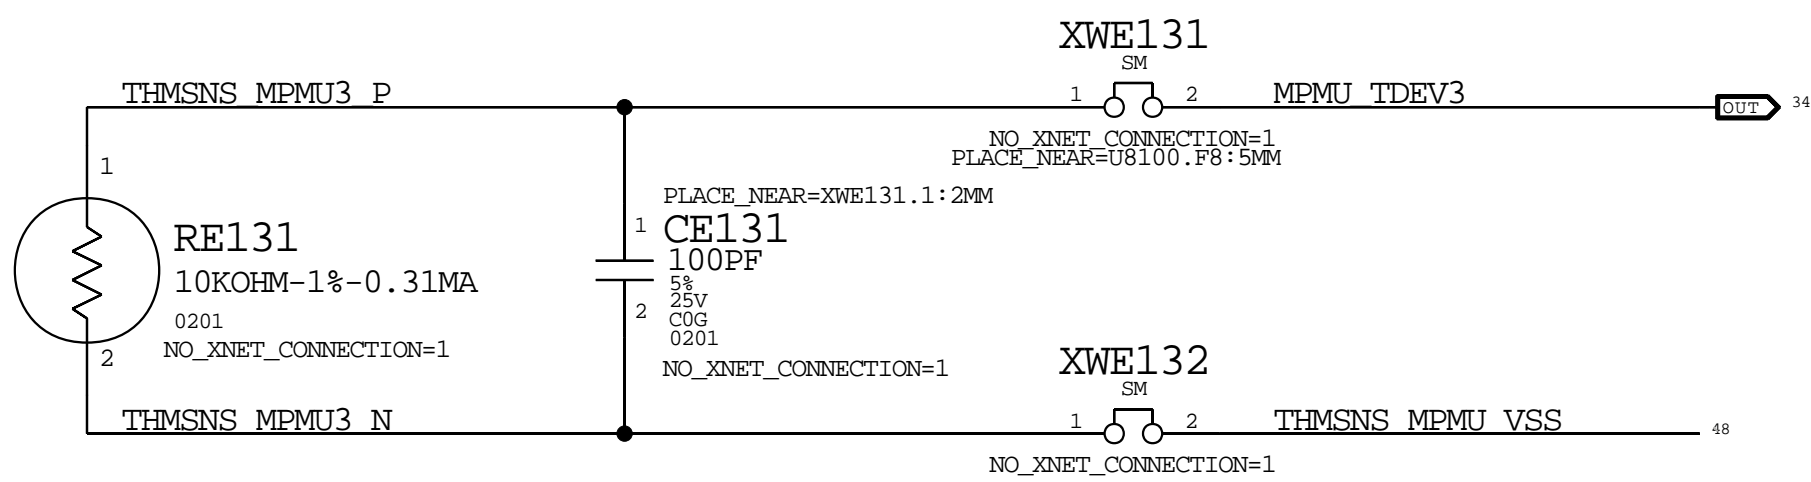 XWE131
SM
THMSNS_MPMU3_P
1
2
MPMU_TDEV3
OUT
34
NO_XNET_CONNECTION=1
PLACE_NEAR=U8100.F8:5MM
1
PLACE_NEAR=XWE131.1:2MM
1
CE131
RE131
100PF
10KOHM-1%-0.31MA
5%
25V
2
C0G
0201
0201
NO_XNET_CONNECTION=1
2
NO_XNET_CONNECTION=1
XWE132
SM
THMSNS_MPMU3_N
1
2
THMSNS_MPMU_VSS
48
NO_XNET_CONNECTION=1